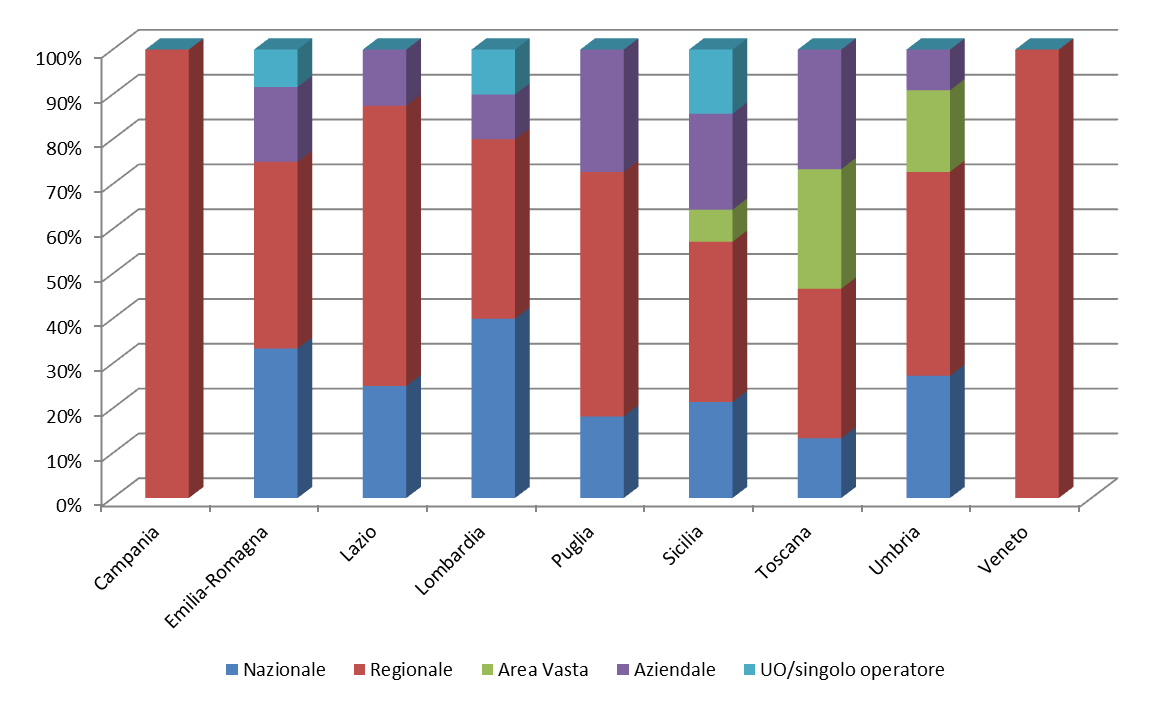 100%
90%
80%
70%
60%
50%
40%
30%
20%
10%
0%
Campania
Emilia-Romagna
Lazio
Lombardia
Puglia
Sicilia
Toscana
Umbria
Veneto
Nazionale Regionale Area Vasta Aziendale UO/singolo operatore